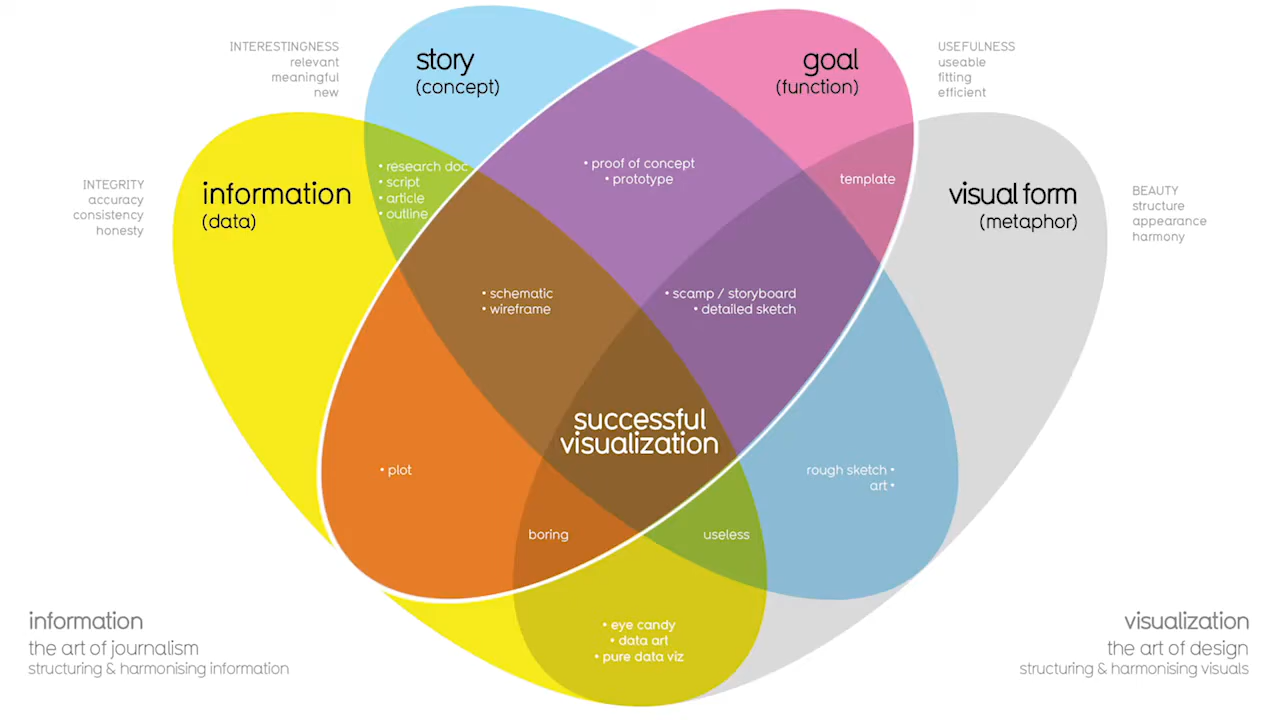 INTERESTINGNESS
relevant
meaningful
new
story
(concept)
goal
(function)
USEFULNESS
useable
fitting
efficient
INTEGRITY
accuracy
consistency
honesty
information
(data)
• research doc
• script
• article
• outline
• proof of concept
• prototype
template
visual form
(metaphor)
BEAUTY
structure
appearance
harmony
• schematic
• wireframe
• scamp / storyboard
• detailed sketch
successful
visualization
• plot
rough sketch •
art •
boring
useless
• eye candy
• data art
• pure data viz
information
the art of journalism
structuring & harmonising information
visualization
the art of design
structuring & harmonising visuals